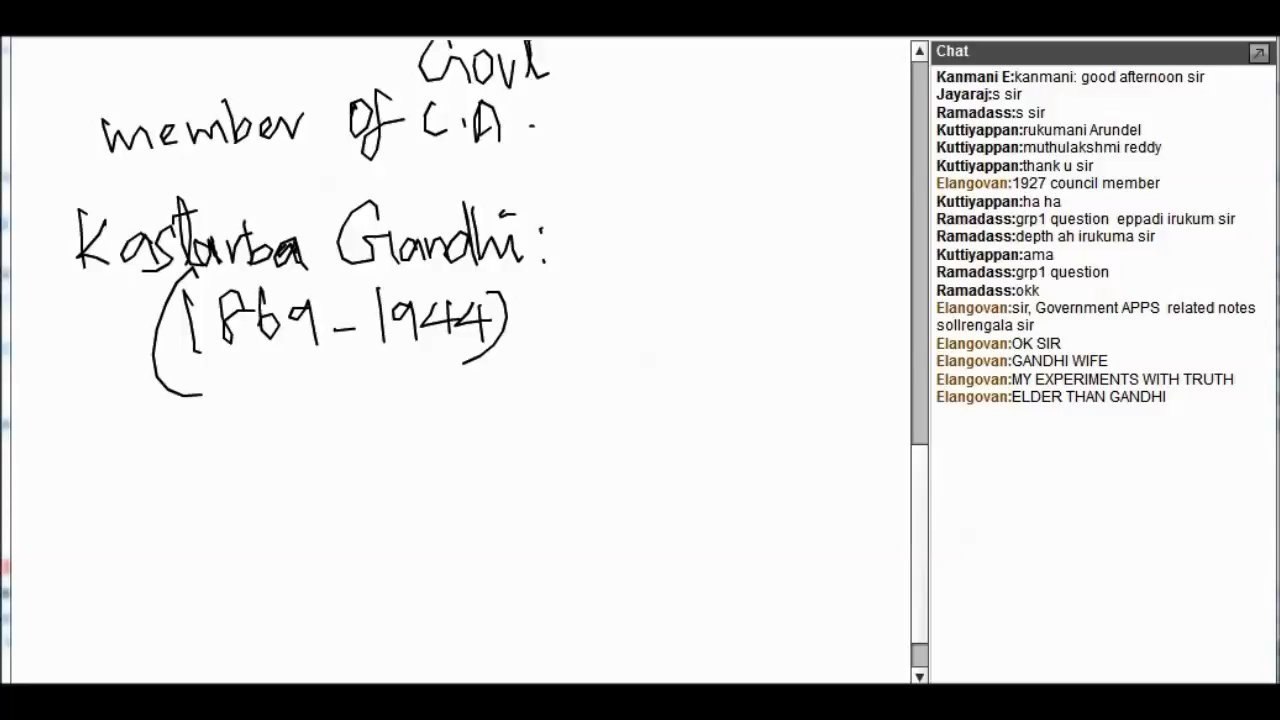 Govt
member of C.A.
Kasturba Gandhi:
(1869-1944)
Chat
Kanmani E:kanmani: good afternoon sir
Jayaraj:s sir
Ramadass:s sir
Kuttiyappan:rukumani Arundel
Kuttiyappan:muthulakshmi reddy
Kuttiyappan:thank u sir
Elangovan:1927 council member
Kuttiyappan:ha ha
Ramadass:grp1 question eppadi irukum sir
Ramadass:depth ah irukuma sir
Kuttiyappan:ama
Ramadass:grp1 question
Ramadass:okk
Elangovan:sir, Government APPS related notes
sollrengala sir
Elangovan:OK SIR
Elangovan:GANDHI WIFE
Elangovan:MY EXPERIMENTS WITH TRUTH
Elangovan:ELDER THAN GANDHI